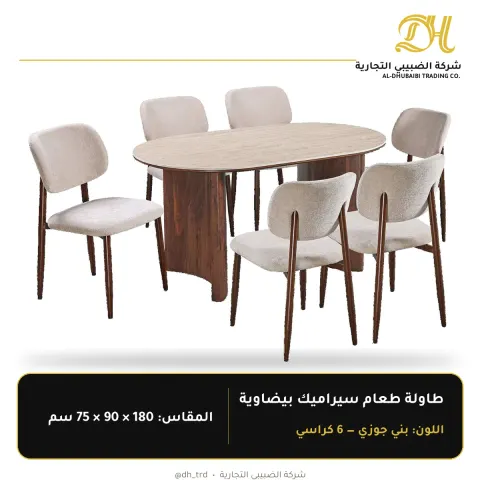 DH
شركة الضبيبي التجارية
AL-DHUBAIBI TRADING CO.
طاولة طعام سيراميك بيضاوية
اللون: بني جوزي – 6 كراسي
المقاس: 180 × 90 × 75 سم
شركة الضبيبي التجارية • @dh_trd